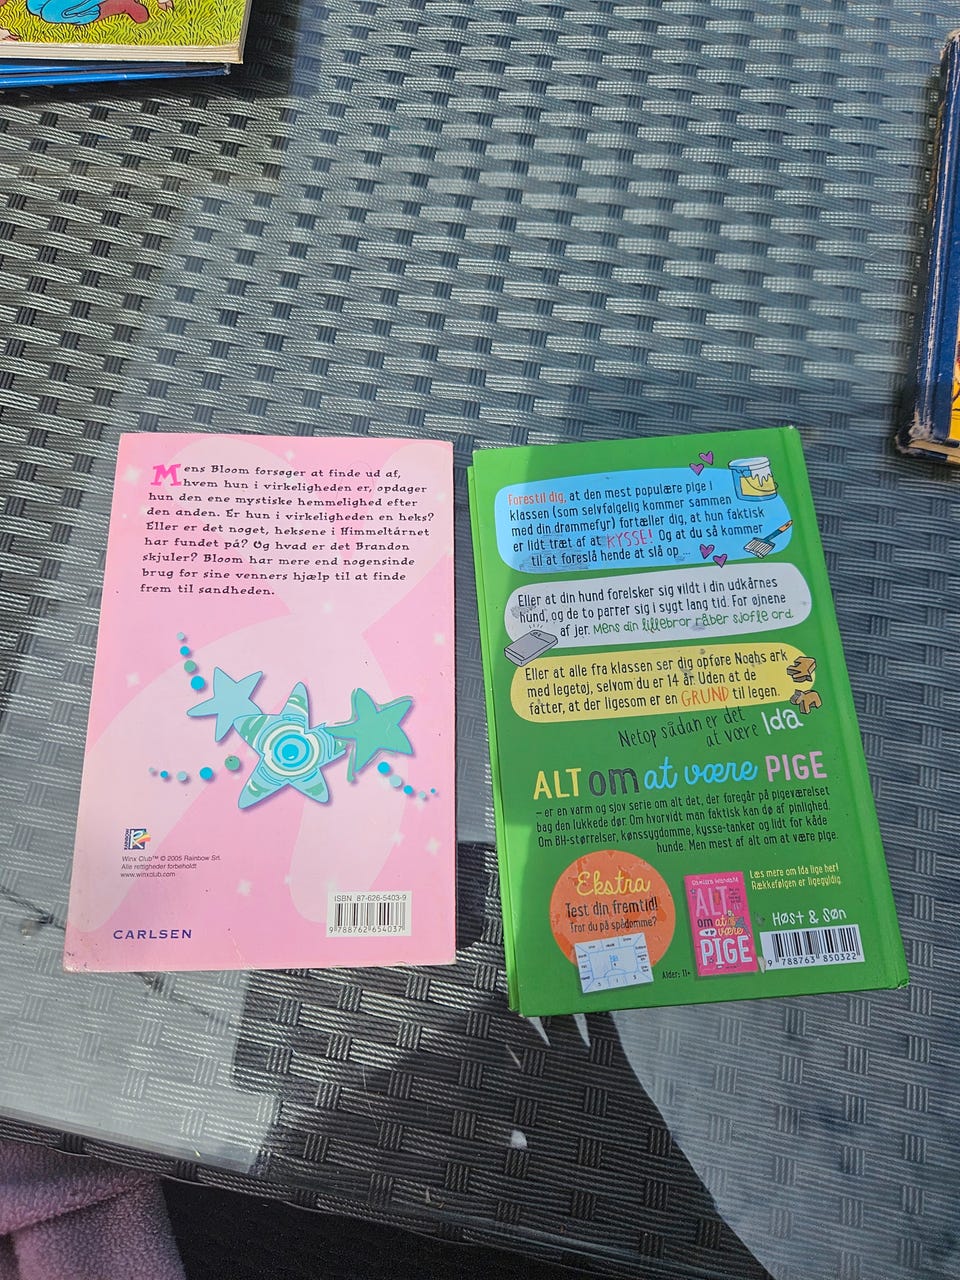 Mens Bloom forsøger at finde ud af,
hvem hun i virkeligheden er, opdager
hun den ene mystiske hemmelighed efter
den anden. Er hun i virkeligheden en heks?
Eller er det noget, heksene i Himmeltårnet
har fundet på? Og hvad er det Brandon
skjuler? Bloom har mere end nogensinde
brug for sine venners hjælp til at finde
frem til sandheden.
RAINBOW
Winx Club™ © 2005 Rainbow Srl.
Alle rettigheder forbeholdt
www.winxclub.com
CARLSEN
ISBN 87-626-5403-9
9 788762 654037
Forestil dig, at den mest populære pige i
klassen (som selvfølgelig kommer sammen
med din drømmefyr) fortæller dig, at hun faktisk
er lidt træt af at KYSSE! Og at du så kommer
til at foreslå hende at slå op ...
Eller at din hund forelsker sig vildt i din udkårnes
hund, og de to parrer sig i sygt lang tid. For øjnene
af jer. Mens din lillebror råber sjofle ord.
Eller at alle fra klassen ser dig opføre Noahs ark
med legetøj, selvom du er 14 år. Uden at de
fatter, at der ligesom er en GRUND til legen.
Netop sådan er det
at være Ida
ALT om at være PIGE
– er en varm og sjov serie om alt det, der foregår på pigeværelset
bag den lukkede dør. Om hvorvidt man faktisk kan dø af pinlighed.
Om BH-størrelser, kønssygdomme, kysse-tanker og lidt for kåde
hunde. Men mest af alt om at være pige.
Ekstra
Test din fremtid!
Tror du på spådomme?
Alder: 11+
ALT
om at
være
PIGE
Læs mere om Ida lige her!
Rækkefølgen er ligegyldig.
Høst & Søn
9 788763 850322